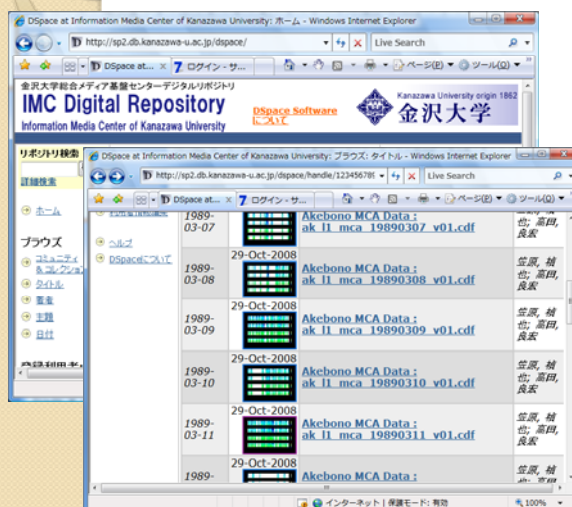 DSpace at Information Media Center of Kanazawa University: ホーム - Windows Internet Explorer
http://sp2.db.kanazawa-u.ac.jp/dspace/
Live Search
DSpace at...
ログイン - サ...
ページ(P)
ツール(O)
金沢大学総合メディア基盤センターデジタルリポジトリ
IMC Digital Repository
Information Media Center of Kanazawa University
DSpace Software
について
Kanazawa University origin 1862
金沢大学
リポジトリ検索
詳細検索
ホーム
ブラウズ
コミュニティ
& コレクション
タイトル
著者
主題
日付
DSpace at Information Media Center of Kanazawa University: ブラウズ: タイトル - Windows Internet Explorer
http://sp2.db.kanazawa-u.ac.jp/dspace/handle/123456789
Live Search
DSpace at...
ログイン - サ...
ページ(P)
ツール(O)
ヘルプ
DSpaceについて
1989-
03-07
Akebono MCA Data :
ak_l1_mca_19890307_v01.cdf
笠原, 禎
也; 高田,
良宏
1989-
03-08
29-Oct-2008
Akebono MCA Data :
ak_l1_mca_19890308_v01.cdf
笠原, 禎
也; 高田,
良宏
1989-
03-09
29-Oct-2008
Akebono MCA Data :
ak_l1_mca_19890309_v01.cdf
笠原, 禎
也; 高田,
良宏
1989-
03-10
29-Oct-2008
Akebono MCA Data :
ak_l1_mca_19890310_v01.cdf
笠原, 禎
也; 高田,
良宏
1989-
03-11
29-Oct-2008
Akebono MCA Data :
ak_l1_mca_19890311_v01.cdf
笠原, 禎
也; 高田,
良宏
1989-
29-Oct-2008
Akebono MCA Data :
笠原, 禎
インターネット | 保護モード: 有効
100%